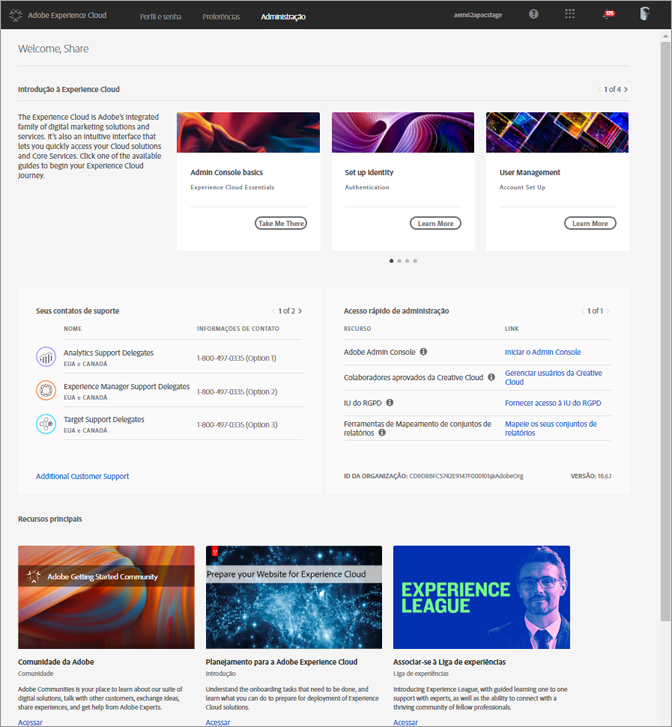 Adobe Experience Cloud
Perfil e senha
Preferências
Administração
aem62apacstage
175
Welcome, Share
Introdução à Experience Cloud
1 of 4
The Experience Cloud is Adobe's integrated
family of digital marketing solutions and
services. It's also an intuitive interface that
lets you quickly access your Cloud solutions
and Core Services. Click one of the available
guides to begin your Experience Cloud
Journey.
Admin Console basics
Experience Cloud Essentials
Take Me There
Set up Identity
Authentication
Learn More
User Management
Account Set Up
Learn More
Seus contatos de suporte
1 of 2
NOME
INFORMAÇÕES DE CONTATO
Analytics Support Delegates
EUA e CANADÁ
1-800-497-0335 (Option 1)
Experience Manager Support Delegates
EUA e CANADÁ
1-800-497-0335 (Option 2)
Target Support Delegates
EUA e CANADÁ
1-800-497-0335 (Option 3)
Additional Customer Support
Acesso rápido de administração
1 of 1
RECURSO
LINK
Adobe Admin Console
Iniciar o Admin Console
Colaboradores aprovados da Creative Cloud
Gerenciar usuários da Creative
Cloud
IU do RGPD
Fornecer acesso à IU do RGPD
Ferramentas de Mapeamento de conjuntos de
relatórios
Mapeie os seus conjuntos de
relatórios
ID DA ORGANIZAÇÃO: CD9D8BFC5742E9147F000101@AdobeOrg
VERSÃO: 18.6.1
Recursos principais
Adobe Getting Started Community
Comunidade da Adobe
Comunidade
Adobe Communities is your place to learn about our suite
of digital solutions, talk with other customers, exchange ideas,
share experiences, and get help from Adobe Experts.
Acessar
Prepare your Website for Experience Cloud
Planejamento para a Adobe Experience Cloud
Introdução
Understand the onboarding tasks that need to be done, and
learn what you can do to prepare for deployment of Experience
Cloud solutions.
Acessar
EXPERIENCE
LEAGUE
Associar-se à Liga de experiências
Liga de experiências
Introducing Experience League, with guided learning one to one
support with experts, as well as the ability to connect with a
thriving community of fellow professionals.
Acessar